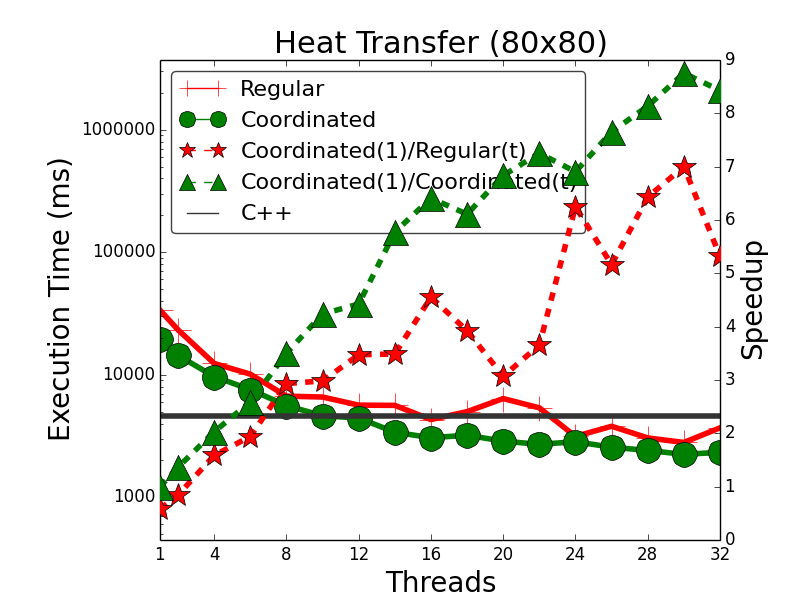 Heat Transfer (80x80)
Regular
Coordinated
Coordinated(1)/Regular(t)
Coordinated(1)/Coordinated(t)
C++
Execution Time (ms)
1000000
100000
10000
1000
Speedup
9
8
7
6
5
4
3
2
1
0
1 4 8 12 16 20 24 28 32
Threads